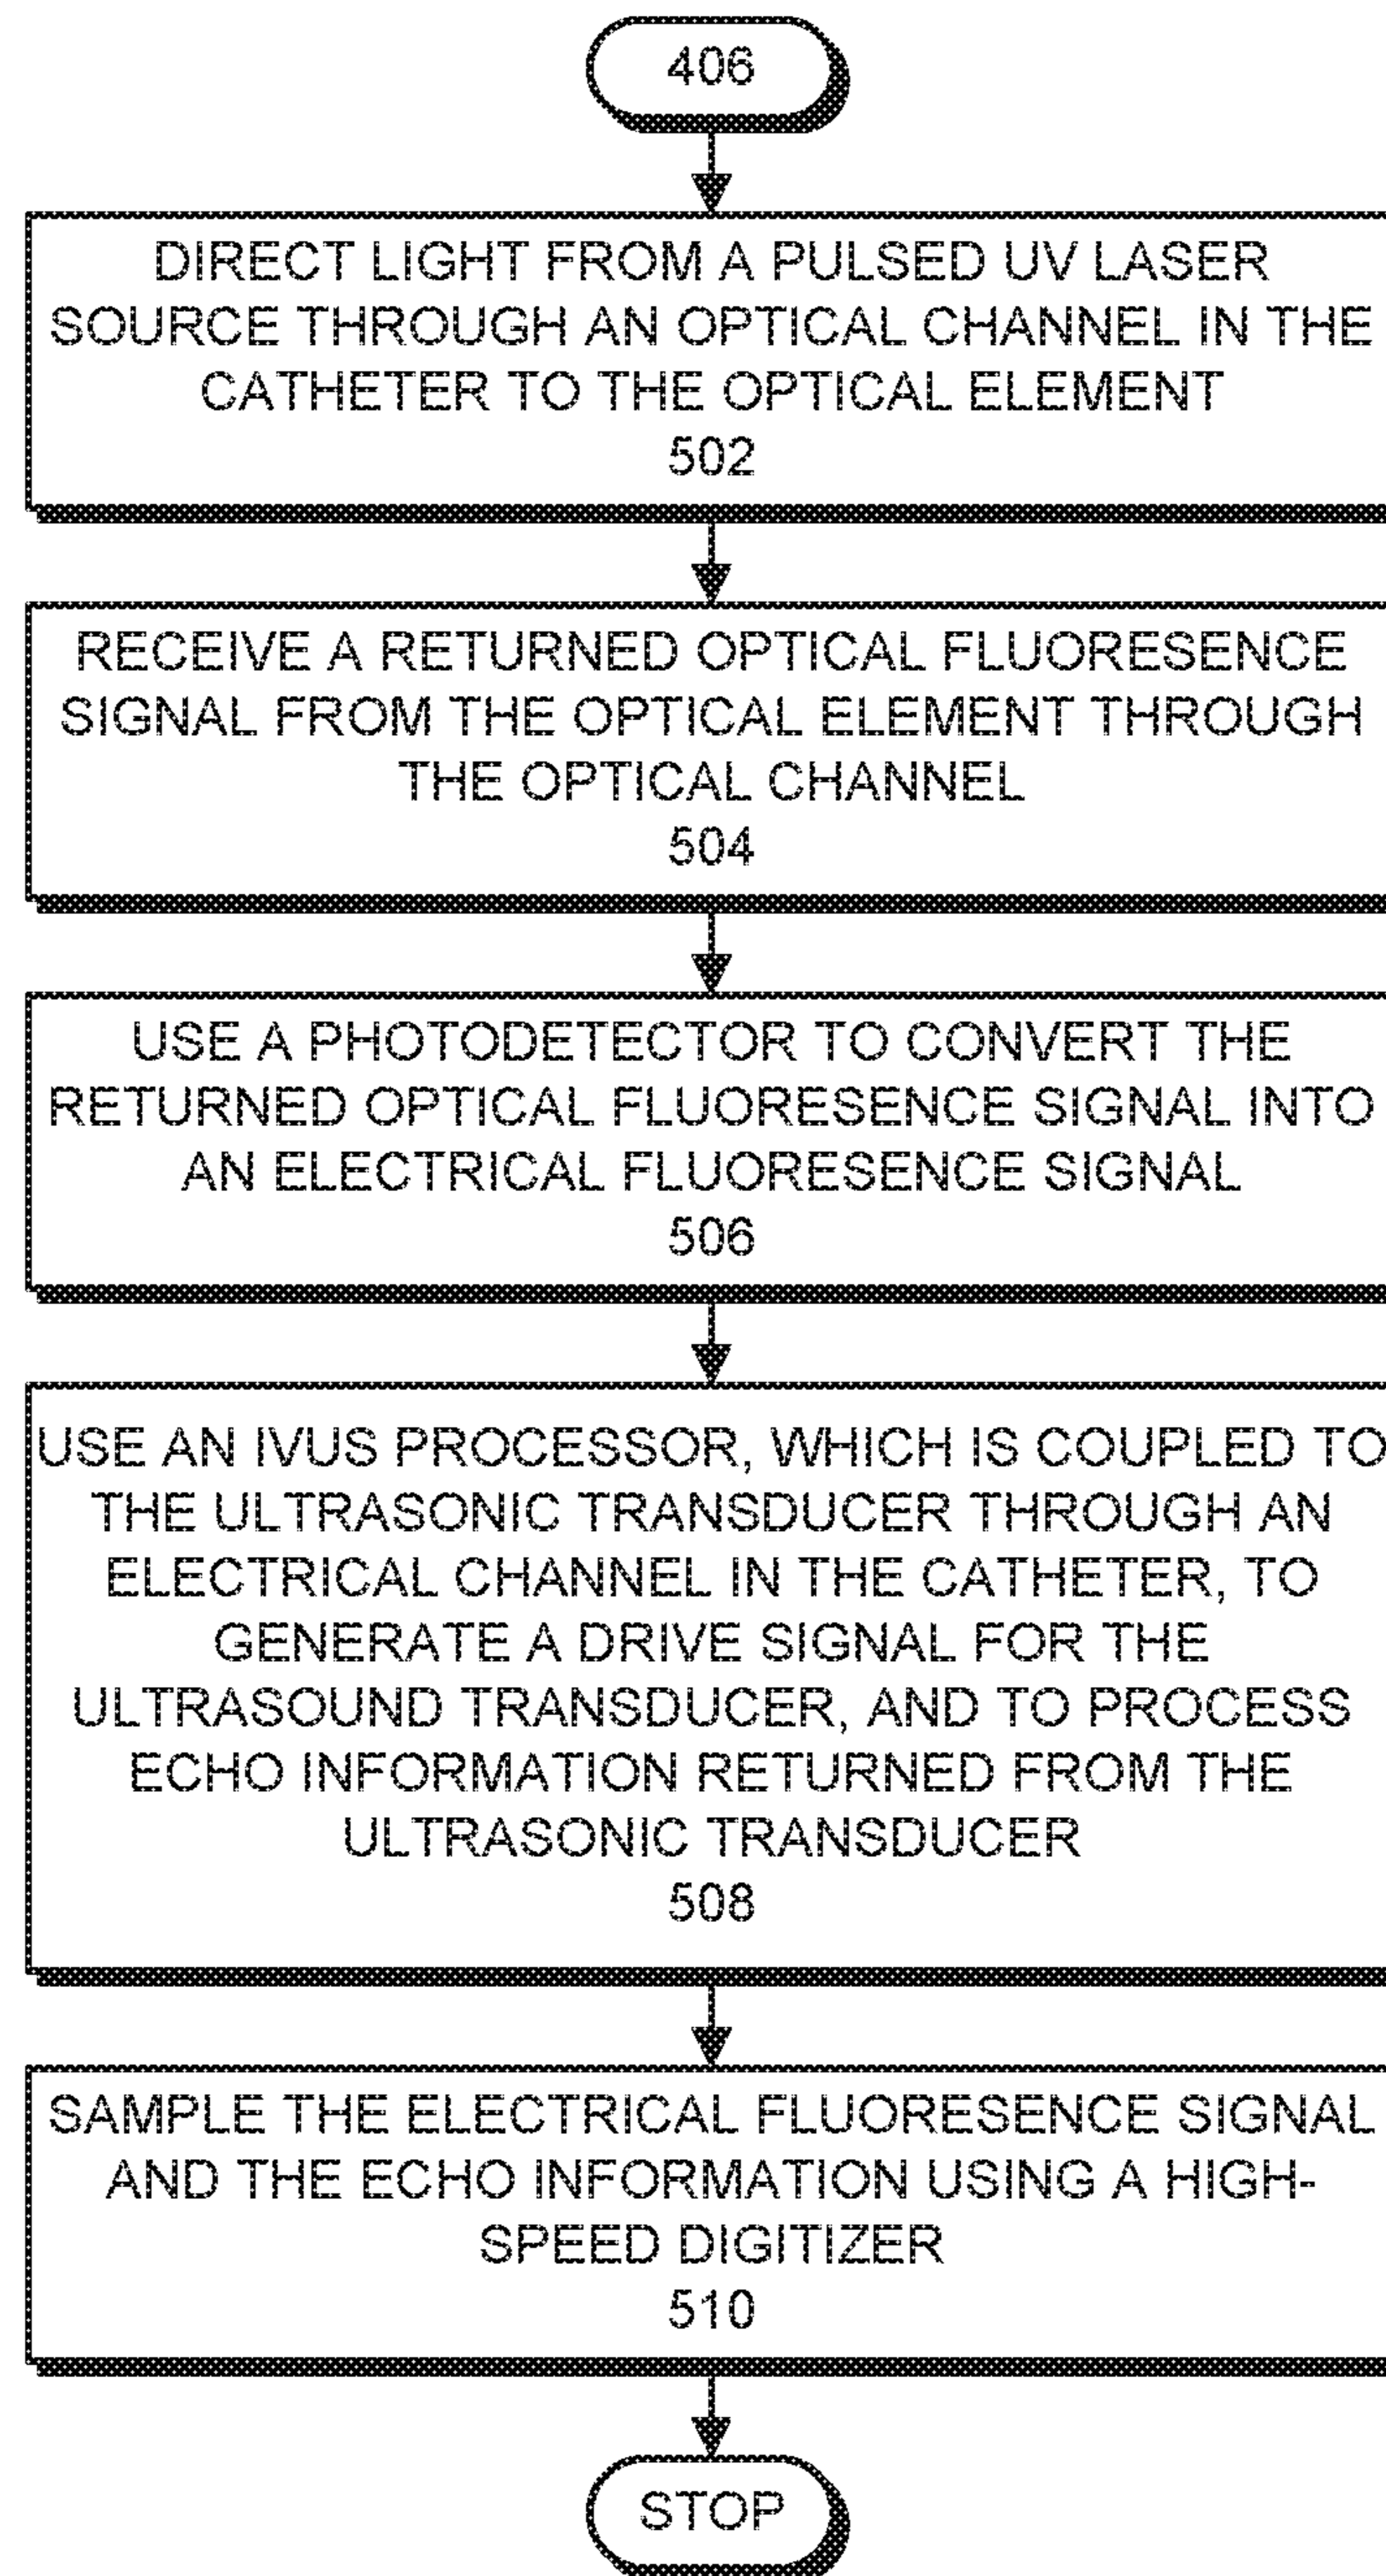 406
DIRECT LIGHT FROM A PULSED UV LASER
SOURCE THROUGH AN OPTICAL CHANNEL IN THE
CATHETER TO THE OPTICAL ELEMENT
502
RECEIVE A RETURNED OPTICAL FLUORESENCE
SIGNAL FROM THE OPTICAL ELEMENT THROUGH
THE OPTICAL CHANNEL
504
USE A PHOTODETECTOR TO CONVERT THE
RETURNED OPTICAL FLUORESENCE SIGNAL INTO
AN ELECTRICAL FLUORESENCE SIGNAL
506
USE AN IVUS PROCESSOR, WHICH IS COUPLED TO
THE ULTRASONIC TRANSDUCER THROUGH AN
ELECTRICAL CHANNEL IN THE CATHETER, TO
GENERATE A DRIVE SIGNAL FOR THE
ULTRASOUND TRANSDUCER, AND TO PROCESS
ECHO INFORMATION RETURNED FROM THE
ULTRASONIC TRANSDUCER
508
SAMPLE THE ELECTRICAL FLUORESENCE SIGNAL
AND THE ECHO INFORMATION USING A HIGH-
SPEED DIGITIZER
510
STOP